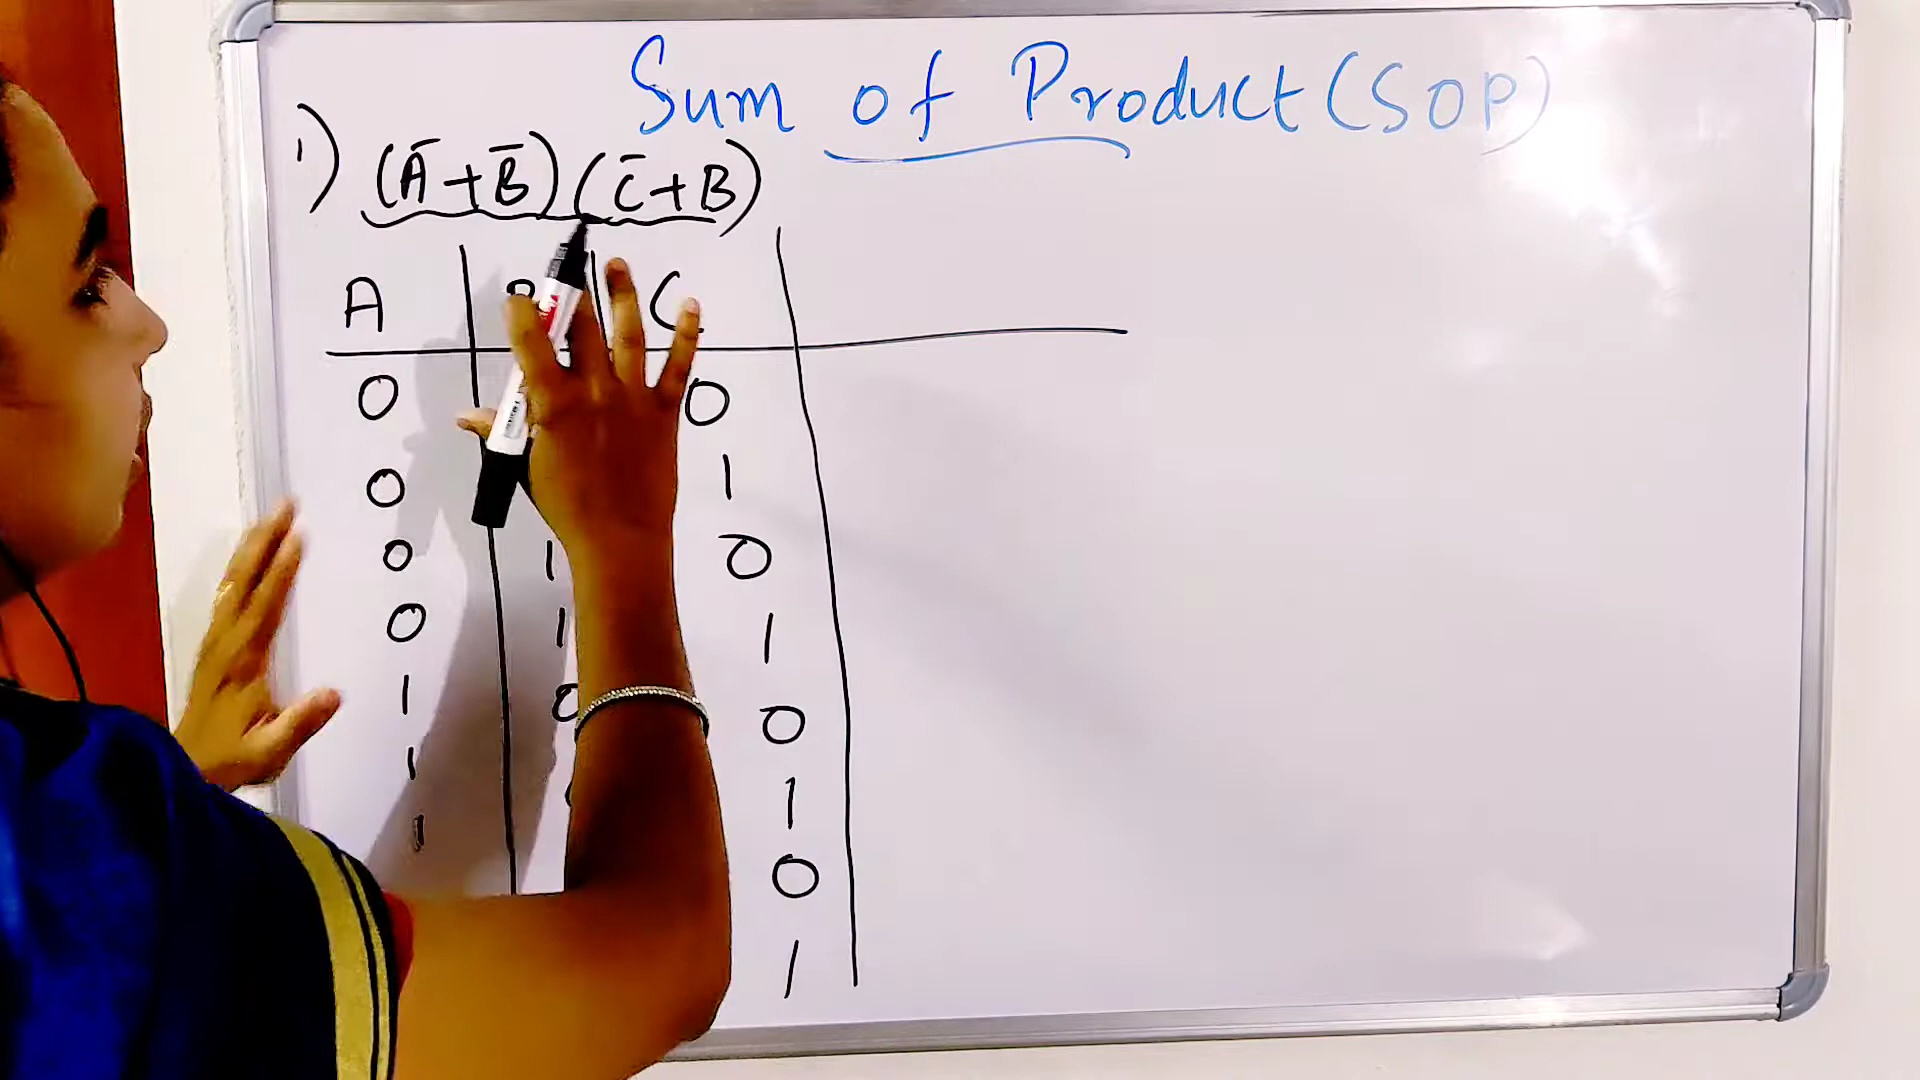 Sum of Product (SOP)
1) (Ā + B̄) (C̄ + B)
A B C
0 0
0 1
0 1 0
0 1 1
1 0 0
1 1
1 0
1